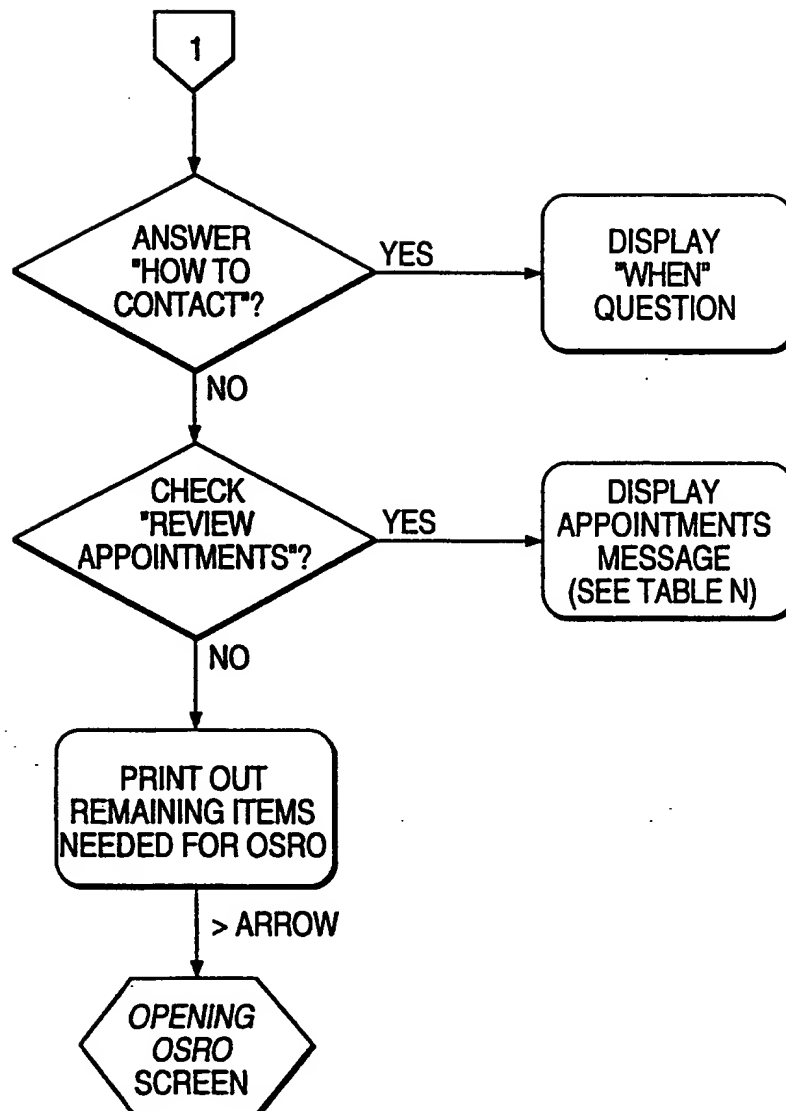 1
ANSWER
"HOW TO
CONTACT"?
YES
DISPLAY
"WHEN"
QUESTION
NO
CHECK
"REVIEW
APPOINTMENTS"?
YES
DISPLAY
APPOINTMENTS
MESSAGE
(SEE TABLE N)
NO
PRINT OUT
REMAINING ITEMS
NEEDED FOR OSRO
> ARROW
OPENING
OSRO
SCREEN